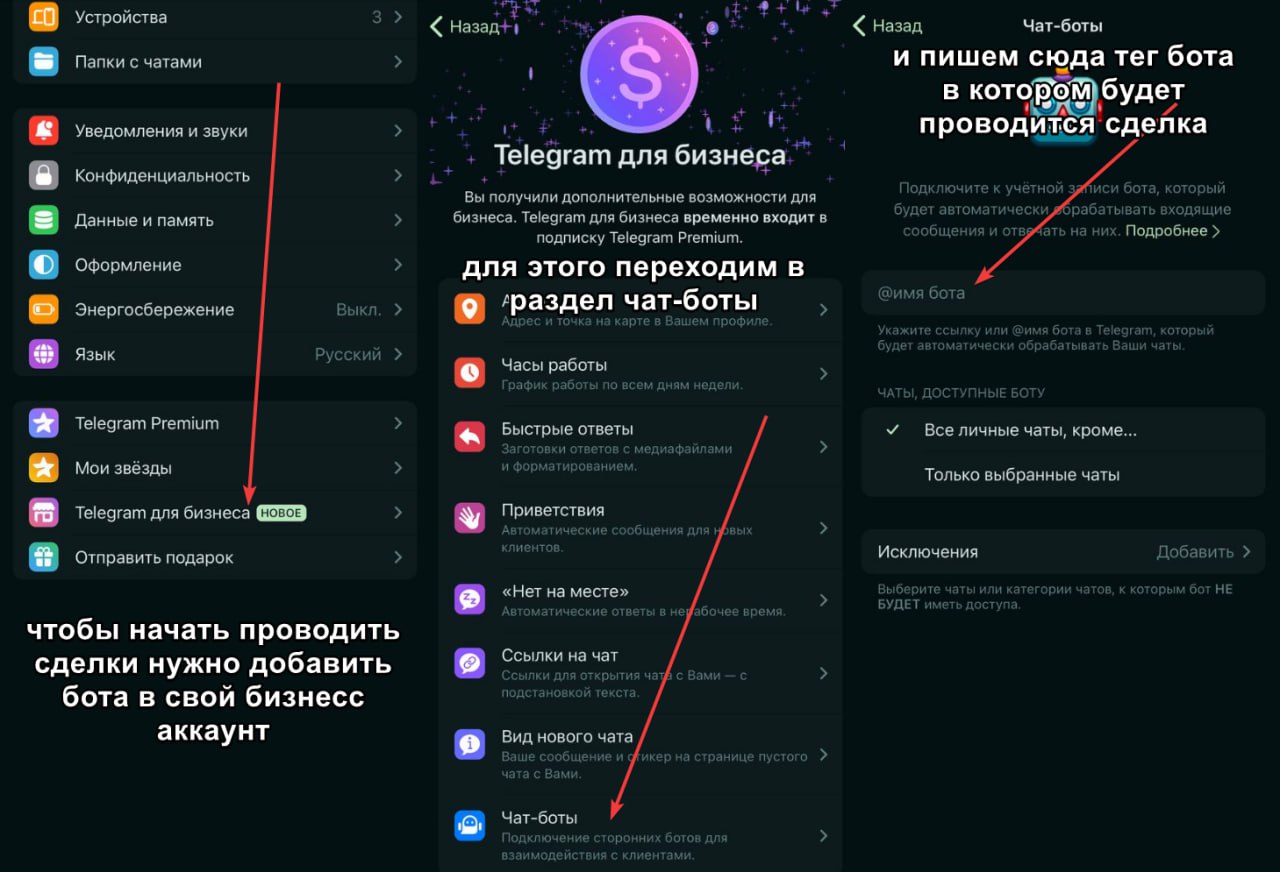 Устройства 3
Папки с чатами
Уведомления и звуки
Конфиденциальность
Данные и память
Оформление
Энергосбережение Выкл.
Язык Русский
Telegram Premium
Мои звёзды
Telegram для бизнеса НОВОЕ
Отправить подарок
чтобы начать проводить
сделки нужно добавить
бота в свой бизнесс
аккаунт
Назад
Telegram для бизнеса
Вы получили дополнительные возможности для
бизнеса. Telegram для бизнеса временно входит в
подписку Telegram Premium.
для этого переходим в
раздел чат-боты
Адрес и точка на карте в Вашем профиле.
Часы работы
График работы по всем дням недели.
Быстрые ответы
Заготовки ответов с медиафайлами
и форматированием.
Приветствия
Автоматические сообщения для новых
клиентов.
«Нет на месте»
Автоматические ответы в нерабочее время.
Ссылки на чат
Ссылки для открытия чата с Вами — с
подстановкой текста.
Вид нового чата
Ваше сообщение и стикер на странице пустого
чата с Вами.
Чат-боты
Подключение сторонних ботов для
взаимодействия с клиентами.
Назад
Чат-боты
и пишем сюда тег бота
в котором будет
проводится сделка
Подключите к учётной записи бота, который
будет автоматически обрабатывать входящие
сообщения и отвечать на них. Подробнее
@имя бота
Укажите ссылку или @имя бота в Telegram, который
будет автоматически обрабатывать Ваши чаты.
ЧАТЫ, ДОСТУПНЫЕ БОТУ
Все личные чаты, кроме...
Только выбранные чаты
Исключения Добавить
Выберите чаты или категории чатов, к которым бот НЕ
БУДЕТ иметь доступа.